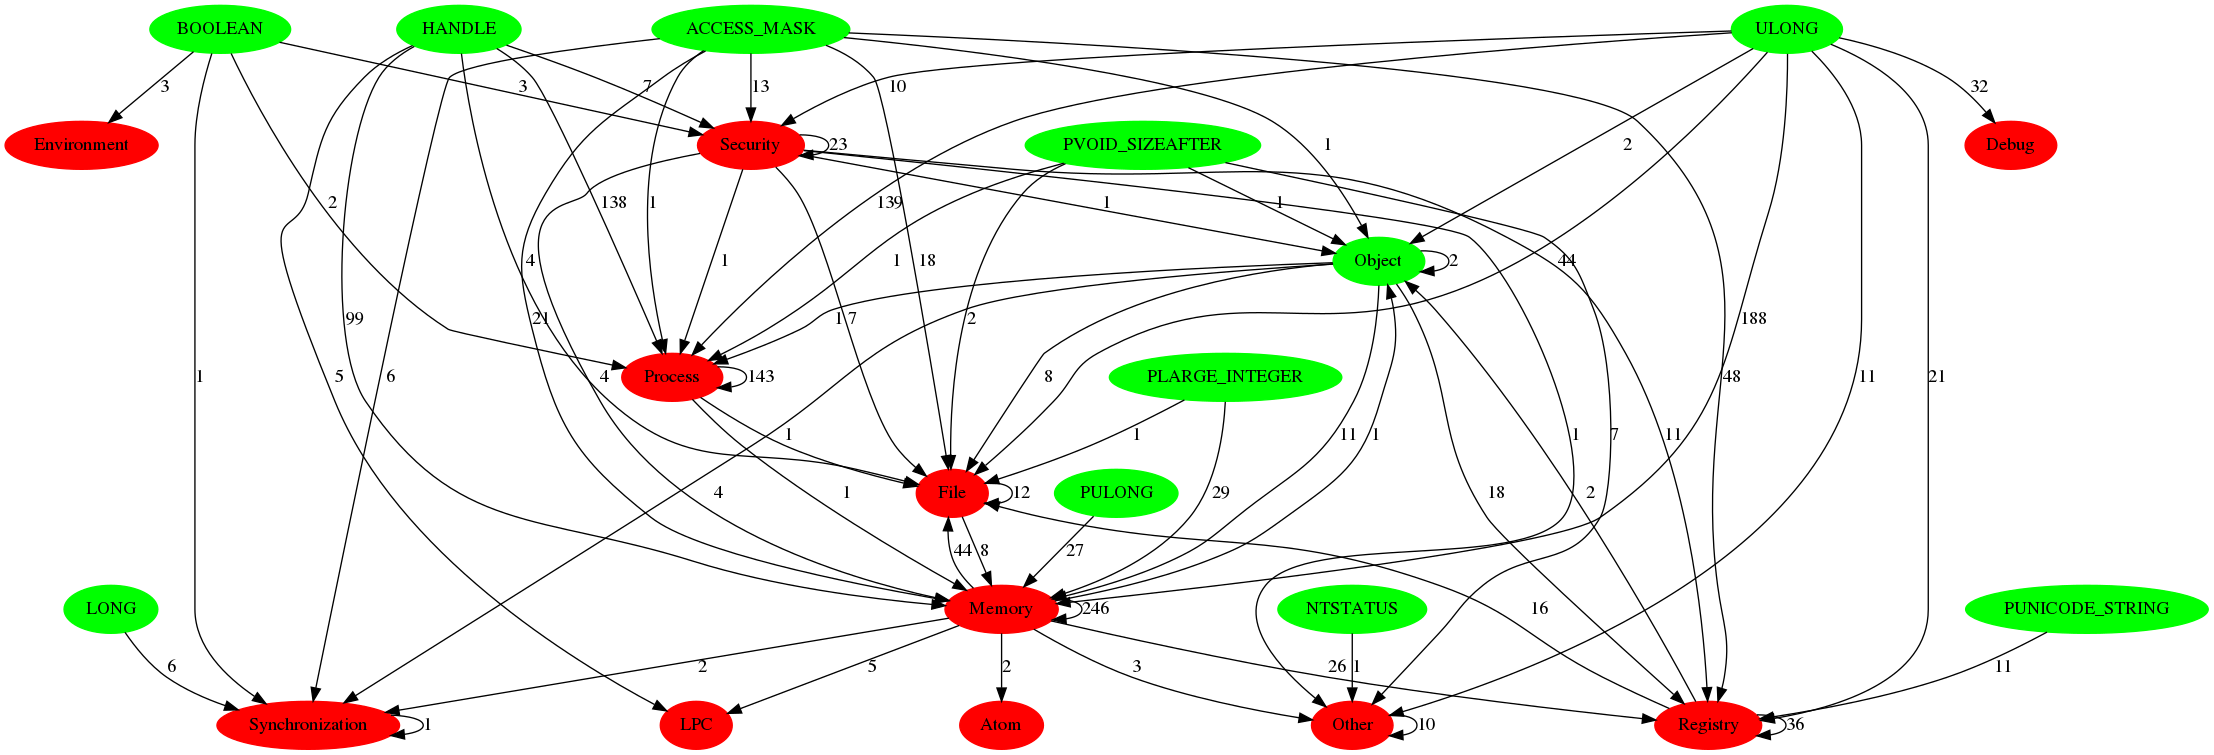 BOOLEAN HANDLE ACCESS_MASK ULONG
3 3 7 13 10 32
Environment Security 23 PVOID_SIZEAFTER 1 2 Debug
2 138 1 139 1 1
4 1 1 18 Object 2 44
99 21 1 7 2 188
5 6 1 4 Process 143 8 PLARGE_INTEGER 48 11 21
1 1 1 11 1 1 7 11
4 1 File 12 PULONG 29 18 2
44 8 27
LONG Memory 246 NTSTATUS 16 PUNICODE_STRING
6 2 5 2 3 26 1 11
Synchronization 1 LPC Atom Other 10 Registry 36